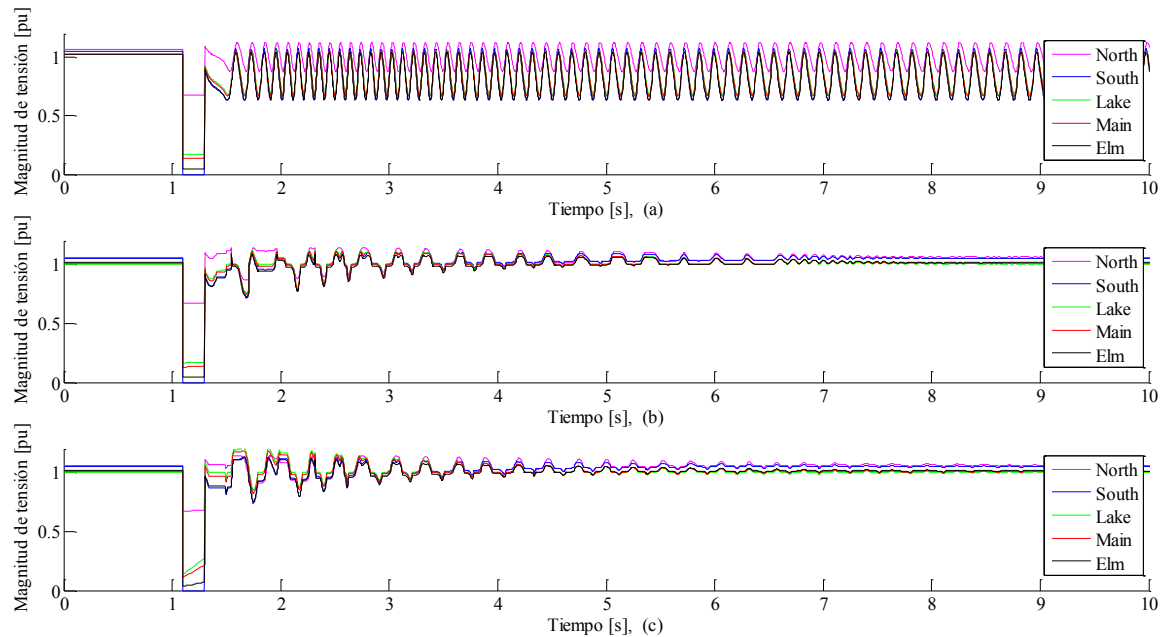 Magnitud de tensión [pu]
1
0.5
0
0 1 2 3 4 5 6 7 8 9 10
Tiempo [s], (a)
North
South
Lake
Main
Elm
Magnitud de tensión [pu]
1
0.5
0
0 1 2 3 4 5 6 7 8 9 10
Tiempo [s], (b)
North
South
Lake
Main
Elm
Magnitud de tensión [pu]
1
0.5
0
0 1 2 3 4 5 6 7 8 9 10
Tiempo [s], (c)
North
South
Lake
Main
Elm